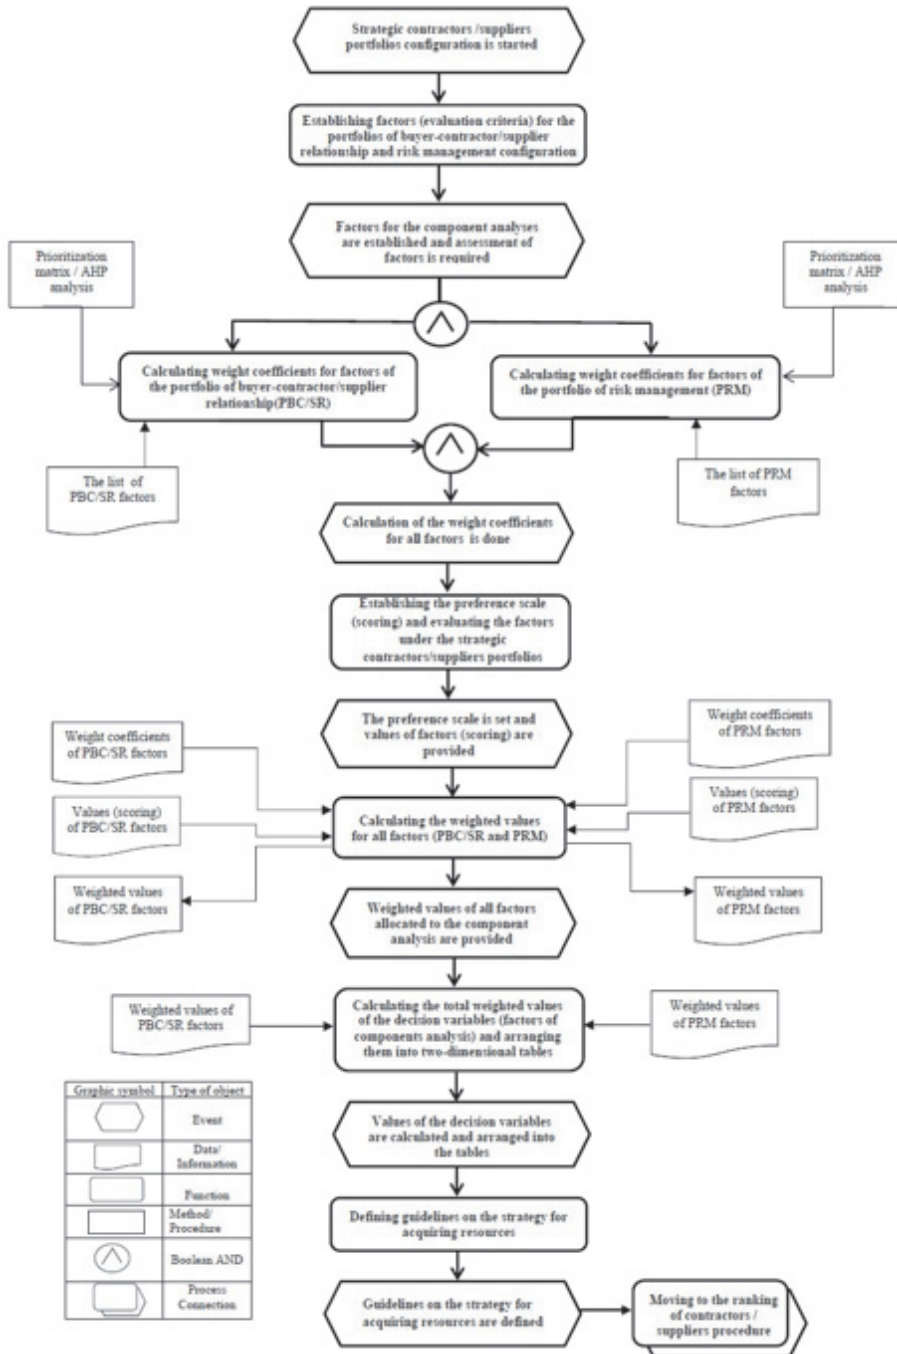 Strategic contractors /suppliers
portfolios configuration is started
Establishing factors (evaluation criteria) for the
portfolios of buyer-contractor/supplier
relationship and risk management configuration
Factors for the component analyses
are established and assessment of
factors is required
Prioritization
matrix / AHP
analysis
Prioritization
matrix / AHP
analysis
Calculating weight coefficients for factors of
the portfolio of buyer-contractor/supplier
relationship(PBC/SR)
Calculating weight coefficients for factors of
the portfolio of risk management (PRM)
The list of
PBC/SR factors
The list of PRM
factors
Calculation of the weight coefficients
for all factors is done
Establishing the preference scale
(scoring) and evaluating the factors
under the strategic
contractors/suppliers portfolios
The preference scale is set and
values of factors (scoring) are
provided
Weight coefficients
of PBC/SR factors
Weight coefficients
of PRM factors
Values (scoring)
of PBC/SR factors
Values (scoring)
of PRM factors
Calculating the weighted values
for all factors (PBC/SR and PRM)
Weighted values
of PBC/SR factors
Weighted values
of PRM factors
Weighted values of all factors
allocated to the component
analysis are provided
Weighted values of
PBC/SR factors
Calculating the total weighted values
of the decision variables (factors of
components analysis) and arranging
them into two-dimensional tables
Weighted values
of PRM factors
Values of the decision variables
are calculated and arranged into
the tables
Defining guidelines on the strategy for
acquiring resources
Guidelines on the strategy for
acquiring resources are defined
Moving to the ranking
of contractors /
suppliers procedure
Graphic symbol Type of object
Event
Data/
Information
Function
Method/
Procedure
Boolean AND
Process
Connection